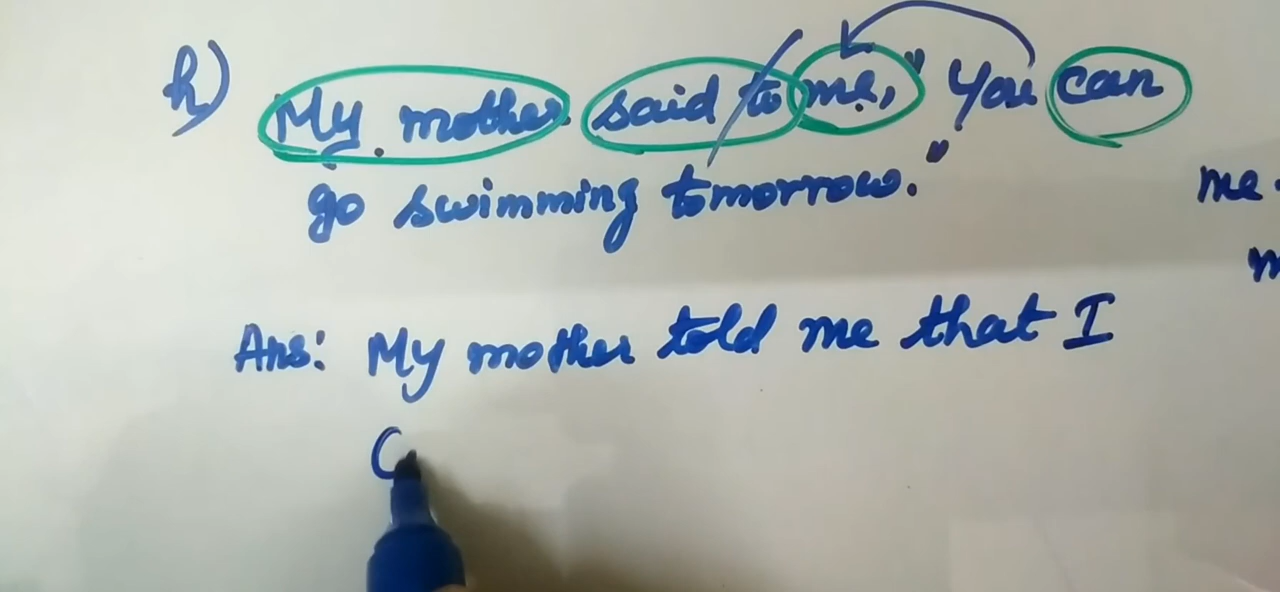 h) My mother said to me, "You can
go swimming tomorrow."
me
Ans: My mother told me that I
C